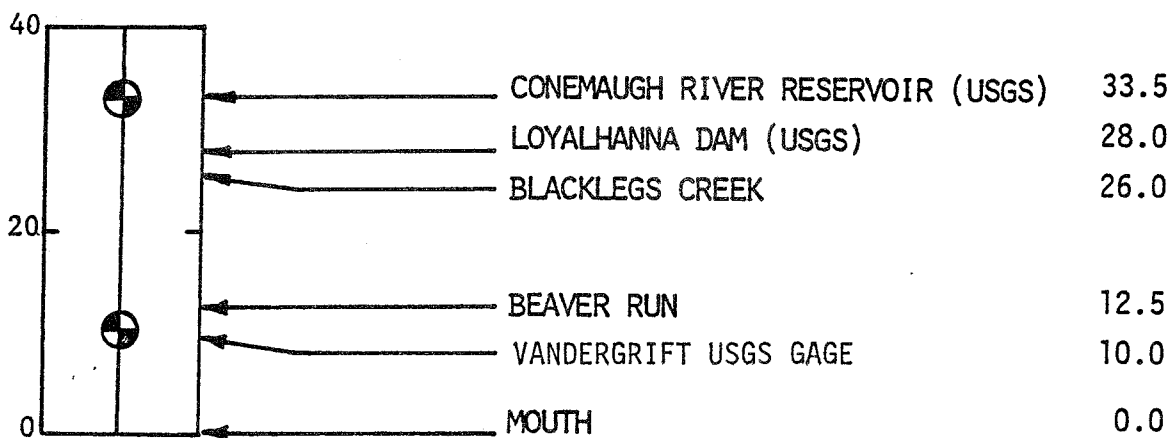 40
CONEMAUGH RIVER RESERVOIR (USGS) 33.5
LOYALHANNA DAM (USGS) 28.0
BLACKLEGS CREEK 26.0
20
BEAVER RUN 12.5
VANDERGRIFT USGS GAGE 10.0
0 MOUTH 0.0